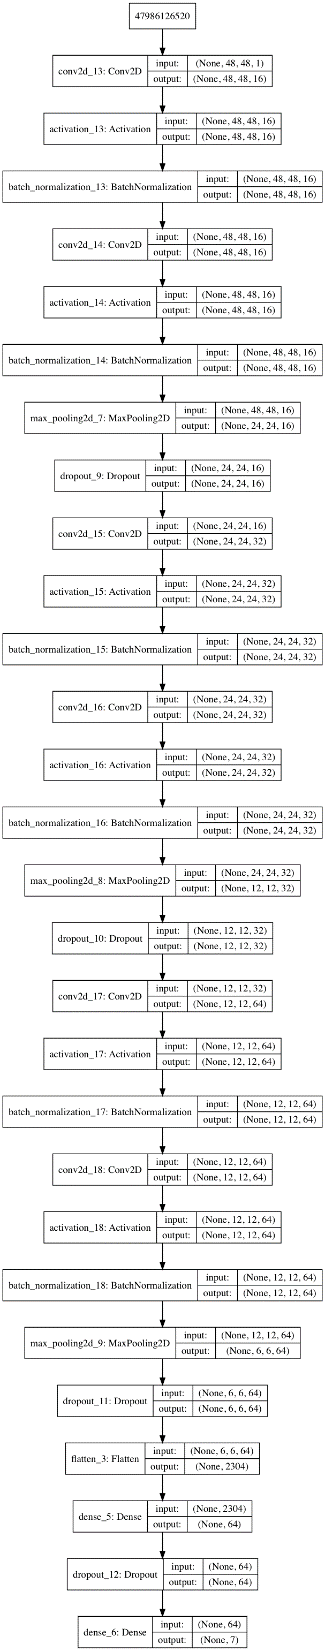 47986126520
conv2d_13: Conv2D input: (None, 48, 48, 1)
output: (None, 48, 48, 16)
activation_13: Activation input: (None, 48, 48, 16)
output: (None, 48, 48, 16)
batch_normalization_13: BatchNormalization input: (None, 48, 48, 16)
output: (None, 48, 48, 16)
conv2d_14: Conv2D input: (None, 48, 48, 16)
output: (None, 48, 48, 16)
activation_14: Activation input: (None, 48, 48, 16)
output: (None, 48, 48, 16)
batch_normalization_14: BatchNormalization input: (None, 48, 48, 16)
output: (None, 48, 48, 16)
max_pooling2d_7: MaxPooling2D input: (None, 48, 48, 16)
output: (None, 24, 24, 16)
dropout_9: Dropout input: (None, 24, 24, 16)
output: (None, 24, 24, 16)
conv2d_15: Conv2D input: (None, 24, 24, 16)
output: (None, 24, 24, 32)
activation_15: Activation input: (None, 24, 24, 32)
output: (None, 24, 24, 32)
batch_normalization_15: BatchNormalization input: (None, 24, 24, 32)
output: (None, 24, 24, 32)
conv2d_16: Conv2D input: (None, 24, 24, 32)
output: (None, 24, 24, 32)
activation_16: Activation input: (None, 24, 24, 32)
output: (None, 24, 24, 32)
batch_normalization_16: BatchNormalization input: (None, 24, 24, 32)
output: (None, 24, 24, 32)
max_pooling2d_8: MaxPooling2D input: (None, 24, 24, 32)
output: (None, 12, 12, 32)
dropout_10: Dropout input: (None, 12, 12, 32)
output: (None, 12, 12, 32)
conv2d_17: Conv2D input: (None, 12, 12, 32)
output: (None, 12, 12, 64)
activation_17: Activation input: (None, 12, 12, 64)
output: (None, 12, 12, 64)
batch_normalization_17: BatchNormalization input: (None, 12, 12, 64)
output: (None, 12, 12, 64)
conv2d_18: Conv2D input: (None, 12, 12, 64)
output: (None, 12, 12, 64)
activation_18: Activation input: (None, 12, 12, 64)
output: (None, 12, 12, 64)
batch_normalization_18: BatchNormalization input: (None, 12, 12, 64)
output: (None, 12, 12, 64)
max_pooling2d_9: MaxPooling2D input: (None, 12, 12, 64)
output: (None, 6, 6, 64)
dropout_11: Dropout input: (None, 6, 6, 64)
output: (None, 6, 6, 64)
flatten_3: Flatten input: (None, 6, 6, 64)
output: (None, 2304)
dense_5: Dense input: (None, 2304)
output: (None, 64)
dropout_12: Dropout input: (None, 64)
output: (None, 64)
dense_6: Dense input: (None, 64)
output: (None, 7)